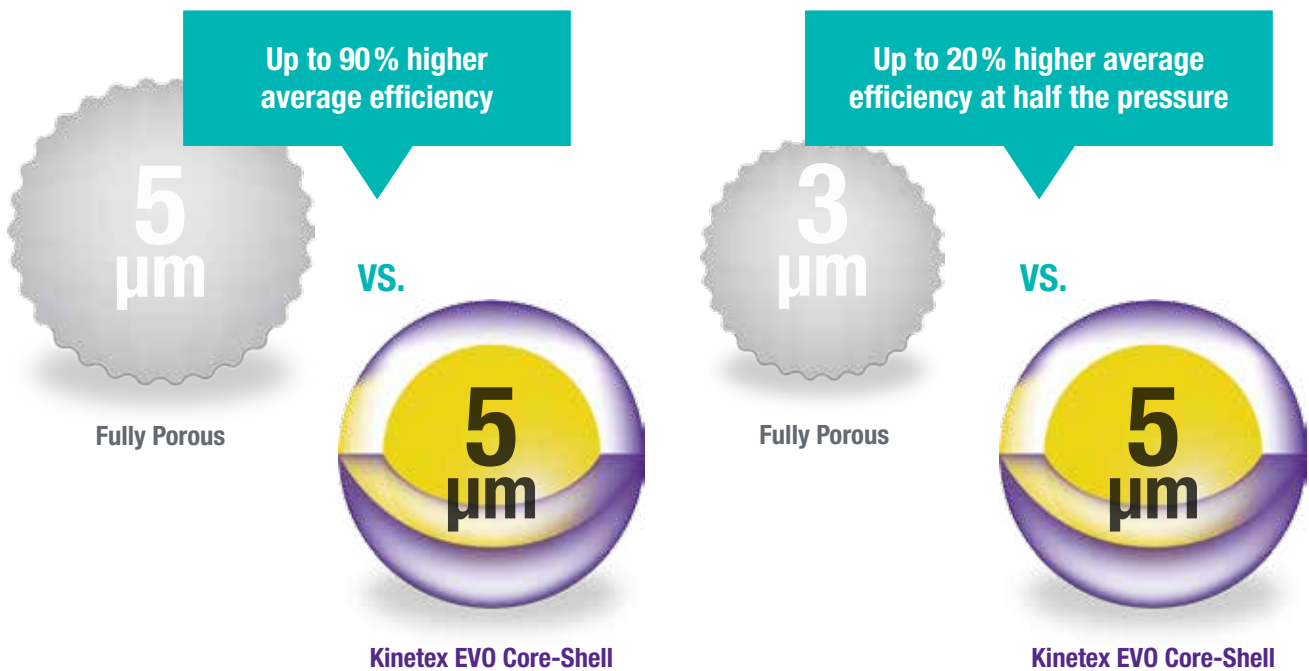 Up to 90 % higher
average efficiency
5
µm
Fully Porous
VS.
5
µm
Kinetex EVO Core-Shell
Up to 20 % higher average
efficiency at half the pressure
3
µm
Fully Porous
VS.
5
µm
Kinetex EVO Core-Shell